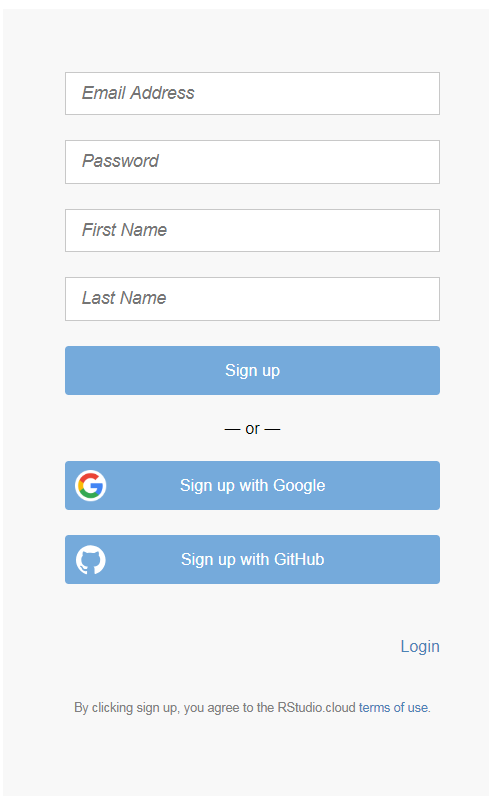 Email Address
Password
First Name
Last Name
Sign up
— or —
Sign up with Google
Sign up with GitHub
Login
By clicking sign up, you agree to the RStudio.cloud terms of use.